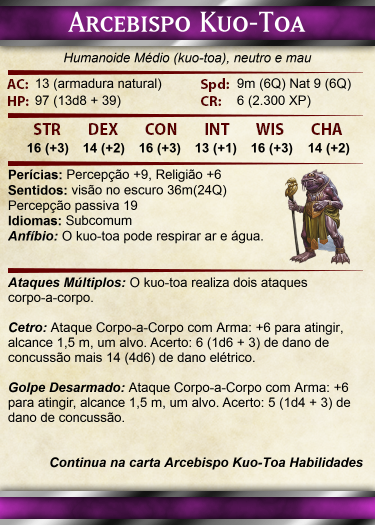 Arcebispo Kuo-Toa
Humanoide Médio (kuo-toa), neutro e mau
AC: 13 (armadura natural) Spd: 9m (6Q) Nat 9 (6Q)
HP: 97 (13d8 + 39) CR: 6 (2.300 XP)
STR DEX CON INT WIS CHA
16 (+3) 14 (+2) 16 (+3) 13 (+1) 16 (+3) 14 (+2)
Perícias: Percepção +9, Religião +6
Sentidos: visão no escuro 36m(24Q)
Percepção passiva 19
Idiomas: Subcomum
Anfíbio: O kuo-toa pode respirar ar e água.
Ataques Múltiplos: O kuo-toa realiza dois ataques
corpo-a-corpo.
Cetro: Ataque Corpo-a-Corpo com Arma: +6 para atingir,
alcance 1,5 m, um alvo. Acerto: 6 (1d6 + 3) de dano de
concussão mais 14 (4d6) de dano elétrico.
Golpe Desarmado: Ataque Corpo-a-Corpo com Arma: +6
para atingir, alcance 1,5 m, um alvo. Acerto: 5 (1d4 + 3) de
dano de concussão.
Continua na carta Arcebispo Kuo-Toa Habilidades